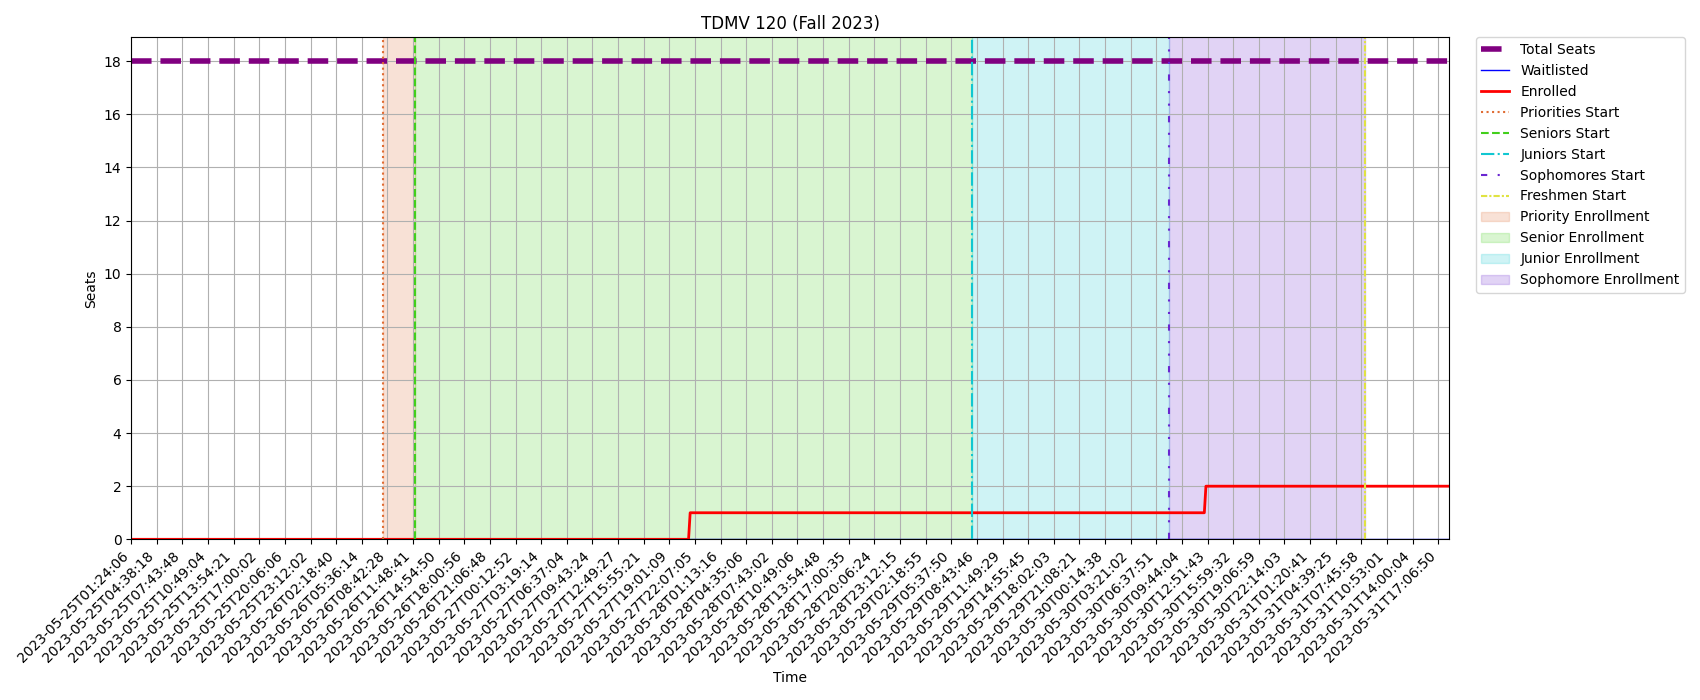 TDMV 120 (Fall 2023)
Seats
18
16
14
12
10
8
6
4
2
0
2023-05-25T01:24:06
2023-05-25T04:38:18
2023-05-25T07:43:48
2023-05-25T10:49:04
2023-05-25T13:54:21
2023-05-25T17:00:02
2023-05-25T20:06:06
2023-05-25T23:12:02
2023-05-26T02:18:40
2023-05-26T05:36:14
2023-05-26T08:42:28
2023-05-26T11:48:41
2023-05-26T14:54:50
2023-05-26T18:00:56
2023-05-26T21:06:48
2023-05-27T00:12:52
2023-05-27T03:19:14
2023-05-27T06:37:04
2023-05-27T09:43:24
2023-05-27T12:49:27
2023-05-27T15:55:21
2023-05-27T19:01:09
2023-05-27T22:07:05
2023-05-28T01:13:16
2023-05-28T04:35:06
2023-05-28T07:43:02
2023-05-28T10:49:06
2023-05-28T13:54:48
2023-05-28T17:00:35
2023-05-28T20:06:24
2023-05-28T23:12:15
2023-05-29T02:18:55
2023-05-29T05:37:50
2023-05-29T08:43:46
2023-05-29T11:49:29
2023-05-29T14:55:45
2023-05-29T18:02:03
2023-05-29T21:08:21
2023-05-30T00:14:38
2023-05-30T03:21:02
2023-05-30T06:37:51
2023-05-30T09:44:04
2023-05-30T12:51:43
2023-05-30T15:59:32
2023-05-30T19:06:59
2023-05-30T22:14:03
2023-05-31T01:20:41
2023-05-31T04:39:25
2023-05-31T07:45:58
2023-05-31T10:53:01
2023-05-31T14:00:04
2023-05-31T17:06:50
Time
Total Seats
Waitlisted
Enrolled
Priorities Start
Seniors Start
Juniors Start
Sophomores Start
Freshmen Start
Priority Enrollment
Senior Enrollment
Junior Enrollment
Sophomore Enrollment